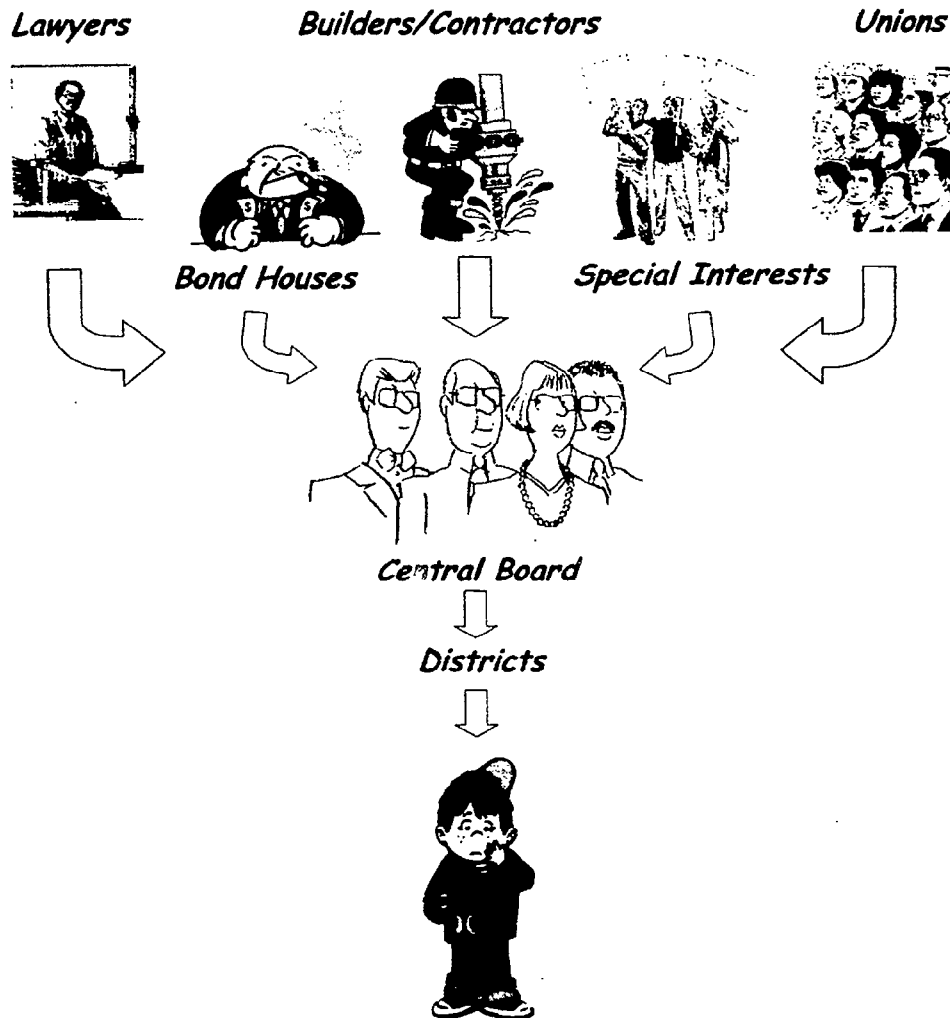 Lawyers Builders/Contractors Unions
Bond Houses Special Interests
$ $
Central Board
Districts